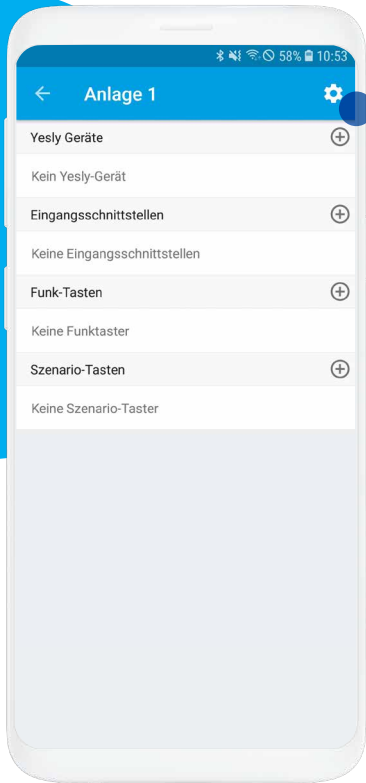 58% 10:53
Anlage 1
Yesly Geräte
Kein Yesly-Gerät
Eingangsschnittstellen
Keine Eingangsschnittstellen
Funk-Tasten
Keine Funktaster
Szenario-Tasten
Keine Szenario-Taster